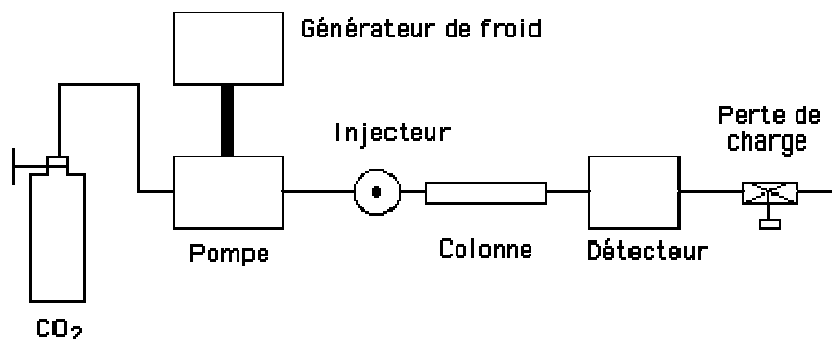 Générateur de froid
Injecteur
Perte de
charge
Pompe
Colonne
Détecteur
CO₂